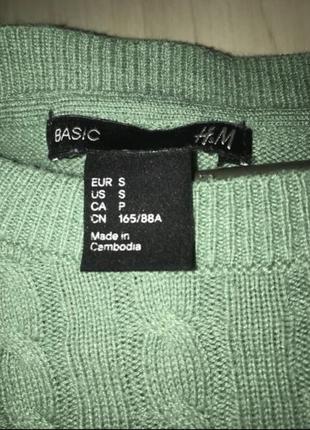 BASIC H&M
EUR S
US S
CA P
CN 165/88A
Made in
Cambodia